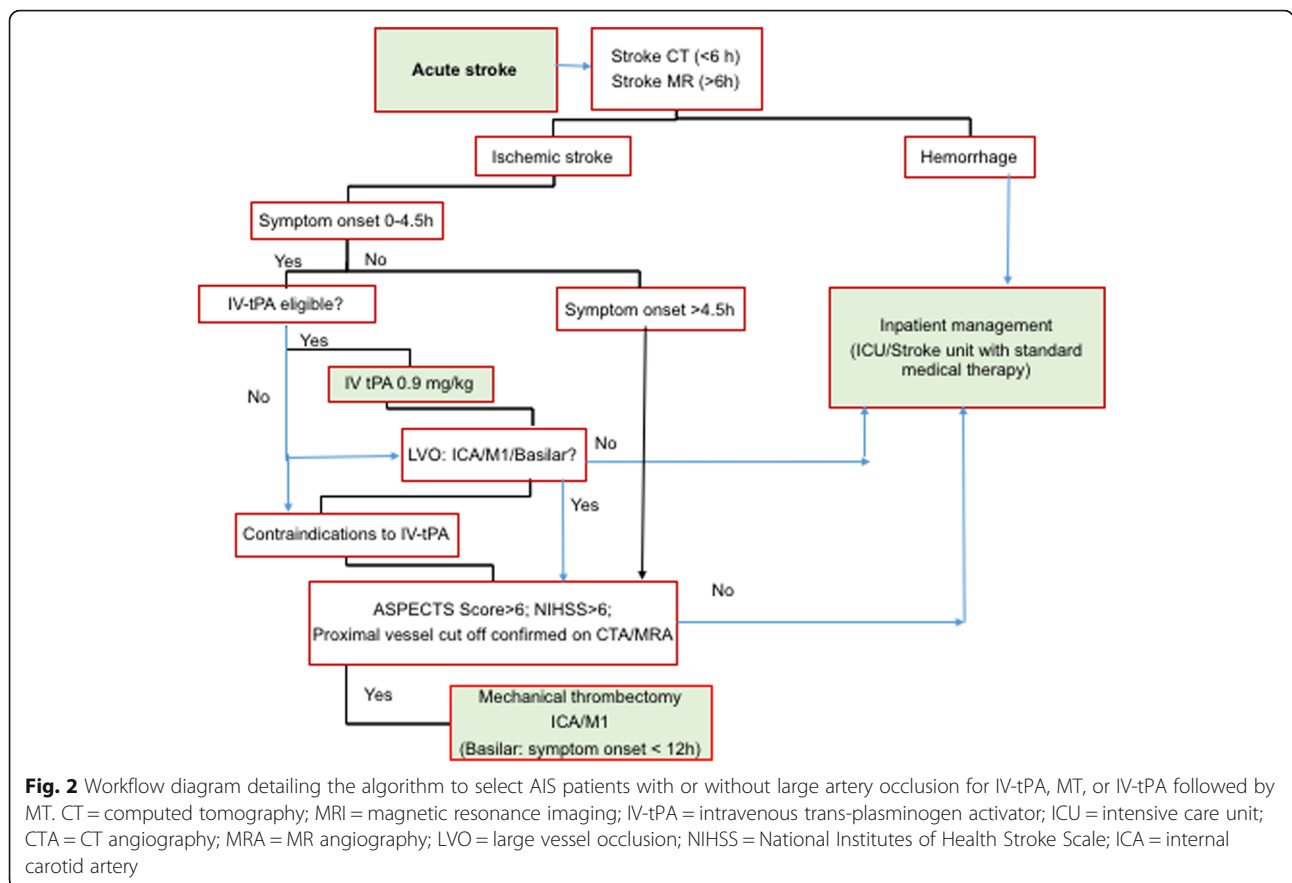 Acute stroke
Stroke CT (<6 h)
Stroke MR (>6h)
Ischemic stroke
Hemorrhage
Symptom onset 0-4.5h
Yes
No
IV-tPA eligible?
Symptom onset >4.5h
Inpatient management
(ICU/Stroke unit with standard
medical therapy)
Yes
IV tPA 0.9 mg/kg
No
LVO: ICA/M1/Basilar?
No
Yes
Contraindications to IV-tPA
ASPECTS Score>6; NIHSS>6;
Proximal vessel cut off confirmed on CTA/MRA
No
Yes
Mechanical thrombectomy
ICA/M1
(Basilar: symptom onset < 12h)
Fig. 2 Workflow diagram detailing the algorithm to select AIS patients with or without large artery occlusion for IV-tPA, MT, or IV-tPA followed by
MT. CT = computed tomography; MRI = magnetic resonance imaging; IV-tPA = intravenous trans-plasminogen activator; ICU = intensive care unit;
CTA = CT angiography; MRA = MR angiography; LVO = large vessel occlusion; NIHSS = National Institutes of Health Stroke Scale; ICA = internal
carotid artery